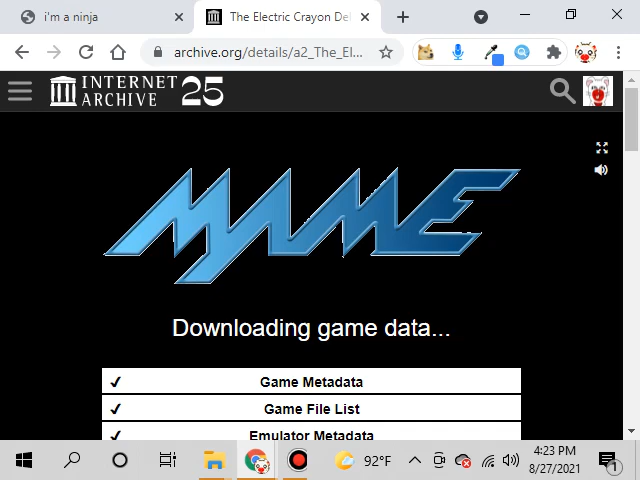 i'm a ninja
The Electric Crayon De
archive.org/details/a2_The_El...
INTERNET
ARCHIVE
25
MAME
Downloading game data...
✔ Game Metadata
✔ Game File List
✔ Emulator Metadata
92°F
4:23 PM
8/27/2021
1